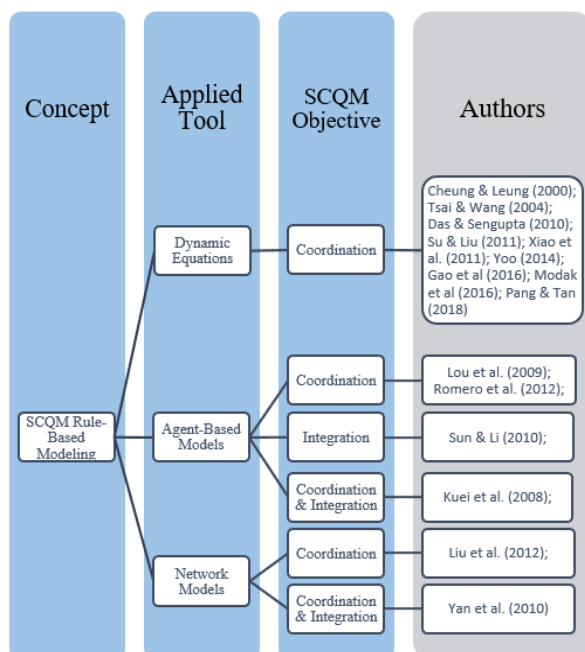 Concept
Applied
Tool
SCQM
Objective
Authors
SCQM Rule-
Based
Modeling
Dynamic
Equations
Coordination
Cheung & Leung (2000);
Tsai & Wang (2004);
Das & Sengupta (2010);
Su & Liu (2011); Xiao
et al. (2011); Yoo (2014);
Gao et al (2016); Modak
et al (2016); Pang & Tan
(2018)
Agent-Based
Models
Coordination
Lou et al. (2009);
Romero et al. (2012);
Integration
Sun & Li (2010);
Coordination
& Integration
Kuei et al. (2008);
Network
Models
Coordination
Liu et al. (2012);
Coordination
& Integration
Yan et al. (2010)